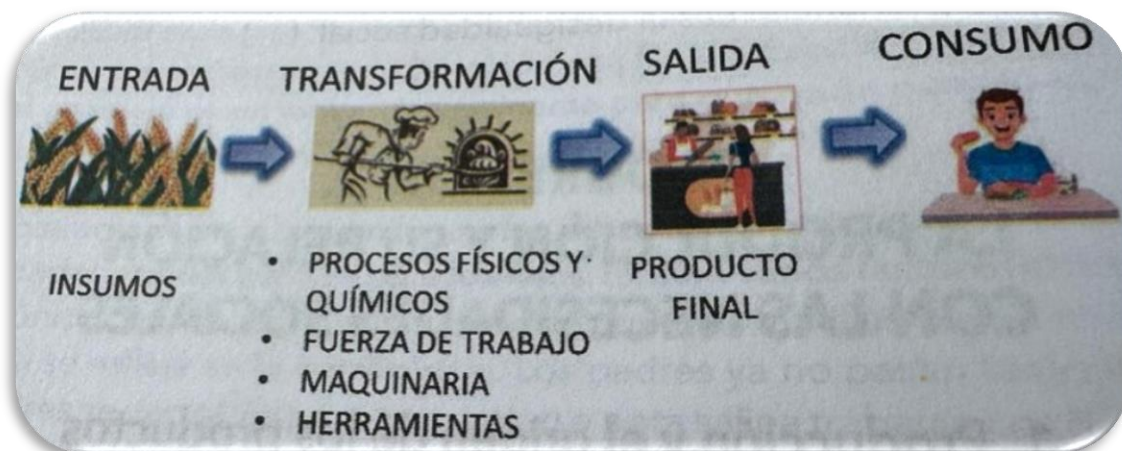 ENTRADA
TRANSFORMACIÓN
SALIDA
CONSUMO
INSUMOS
• PROCESOS FÍSICOS Y
QUÍMICOS
• FUERZA DE TRABAJO
• MAQUINARIA
• HERRAMIENTAS
PRODUCTO
FINAL